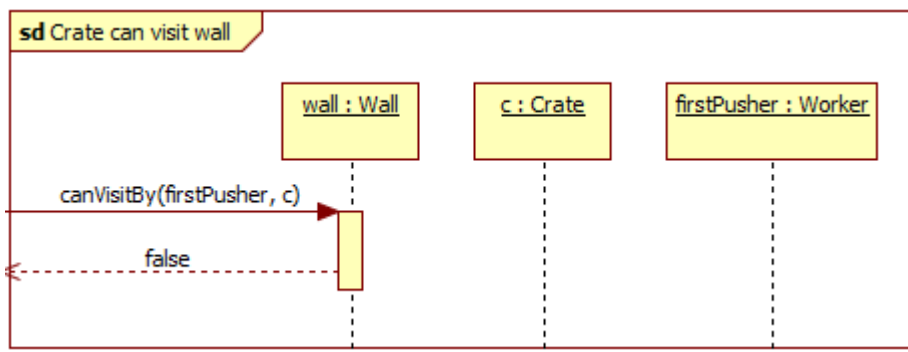 sd Crate can visit wall
wall : Wall
c : Crate
firstPusher : Worker
canVisitBy(firstPusher, c)
false